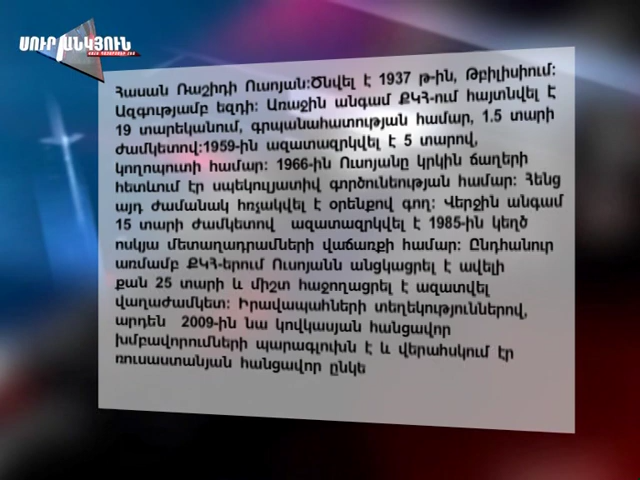 ՍՈՒՐ ԱՆԿՅՈՒՆ
Հասան Ռաշիդի Ուսոյան:Ծնվել է 1937 թ-ին, Թբիլիսիում:
Ազգությամբ եզդի: Առաջին անգամ ՔԿՀ-ում հայտնվել Է
19 տարեկանում, գրպանահատության համար, 1.5 տարի
ժամկետով:1959-ին ազատազրկվել է 5 տարով,
կողոպուտի համար: 1966-ին Ուսոյանը կրկին ճաղերի
հետևում էր սպեկուլյատիվ գործունեության համար: Հենց
այդ ժամանակ հռչակվել է օրենքով գող: Վերջին անգամ
15 տարի ժամկետով ազատազրկվել է 1985-ին կեղծ
ոսկյա մետաղադրամների վաճառքի համար: Ընդհանուր
առմամբ ՔԿՀ-երում Ուսոյանն անցկացրել է ավելի
քան 25 տարի և միշտ հաջողացրել է ազատվել
վաղաժամկետ: Իրավապահների տեղեկություններով,
արդեն 2009-ին նա կովկասյան հանցավոր
խմբավորումների պարագլուխն է և վերահսկում էր
ռուսաստանյան հանցավոր ընկե